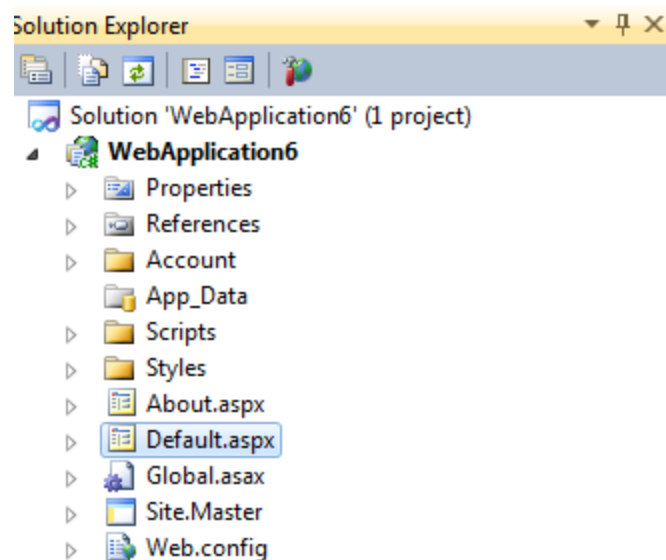 Solution Explorer
Solution 'WebApplication6' (1 project)
WebApplication6
Properties
References
Account
App_Data
Scripts
Styles
About.aspx
Default.aspx
Global.asax
Site.Master
Web.config